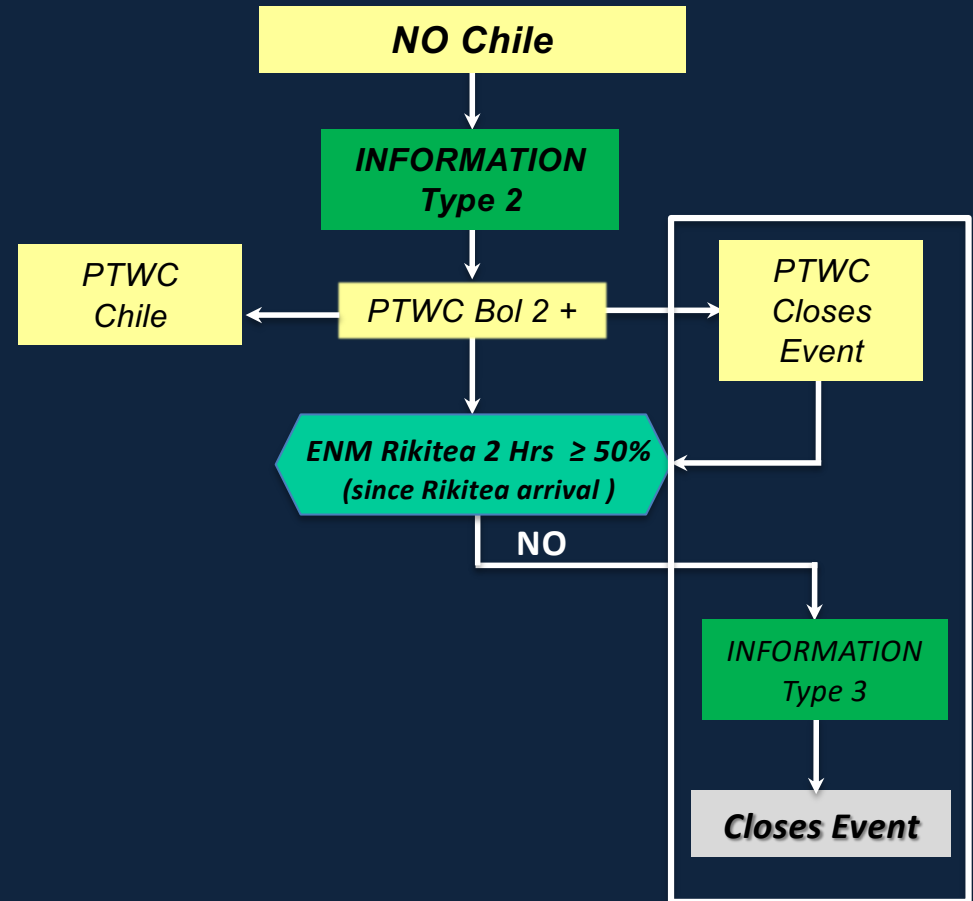 NO Chile
INFORMATION
Type 2
PTWC
Chile
PTWC Bol 2 +
PTWC
Closes
Event
ENM Rikitea 2 Hrs ≥ 50%
(since Rikitea arrival )
NO
INFORMATION
Type 3
Closes Event